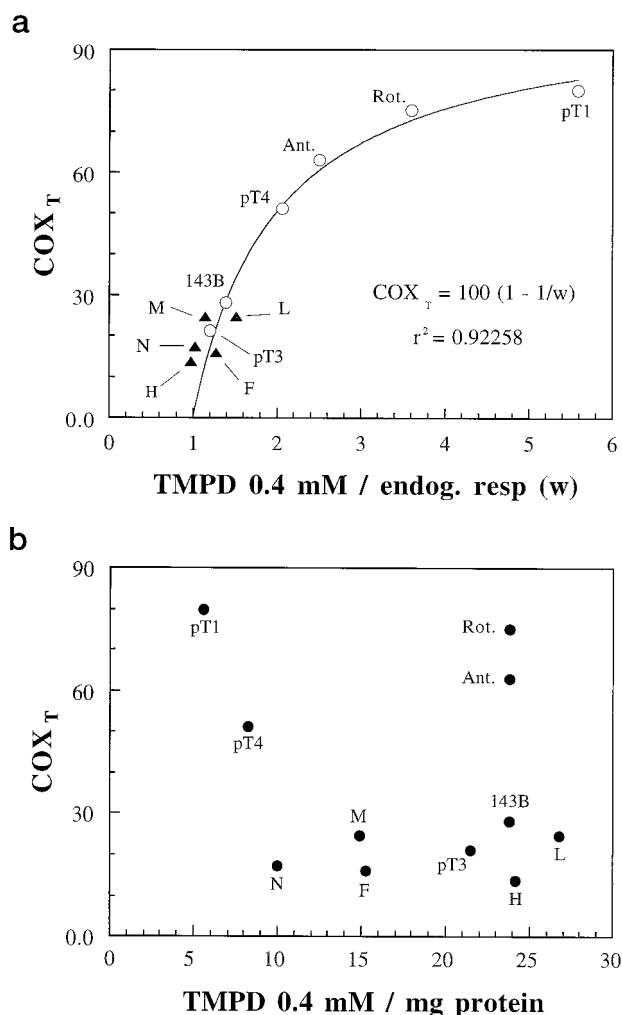 a
90
60
30
0.0
COX T
Rot.
pT1
Ant.
pT4
143B
M
L
N
pT3
H
F
COX T = 100 (1 - 1/w)
r² = 0.92258
0 1 2 3 4 5 6
TMPD 0.4 mM / endog. resp (w)
b
90
60
30
0.0
COX T
pT1
Rot.
Ant.
pT4
143B
M
L
pT3
N
F
H
0 5 10 15 20 25 30
TMPD 0.4 mM / mg protein